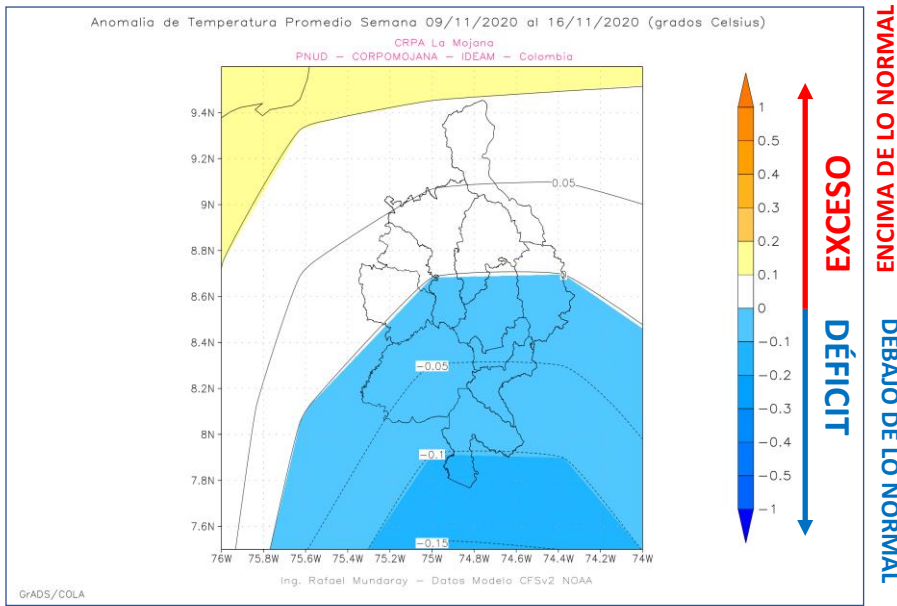 Anomalia de Temperatura Promedio Semana 09/11/2020 al 16/11/2020 (grados Celsius)
CRPA La Mojana
PNUD – CORPOMOJANA – IDEAM – Colombia
9.4N
9.2N
9N
8.8N
8.6N
8.4N
8.2N
8N
7.8N
7.6N
76W
75.8W
75.6W
75.4W
75.2W
75W
74.8W
74.6W
74.4W
74.2W
74W
0.05
0
0
−0.05
−0.1
−0.15
1
0.5
0.4
0.3
0.2
0.1
0
−0.1
−0.2
−0.3
−0.4
−0.5
−1
EXCESO
DÉFICIT
ENCIMA DE LO NORMAL
DEBAJO DE LO NORMAL
Ing. Rafael Mundaray – Datos Modelo CFSv2 NOAA
GrADS/COLA